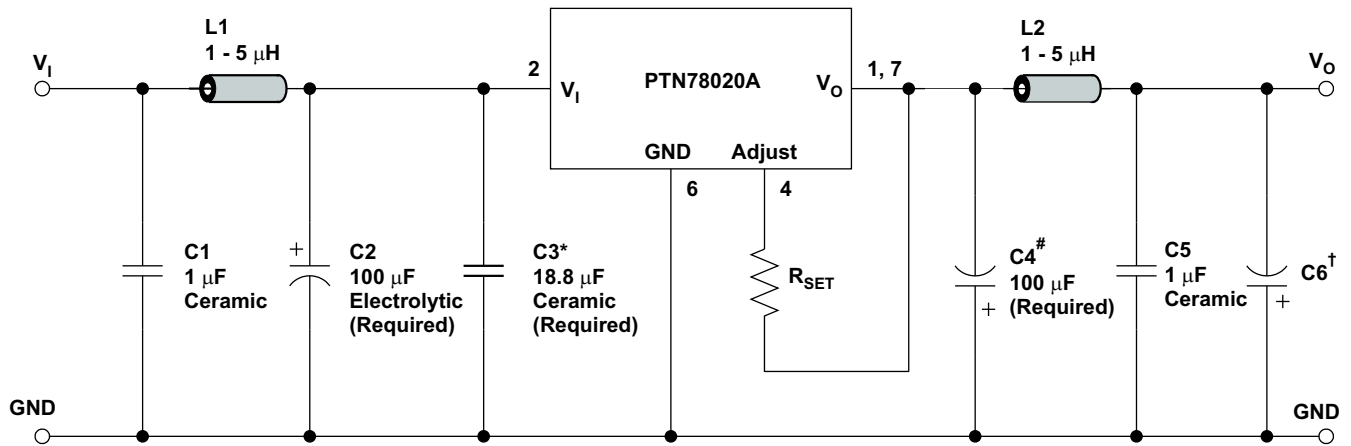 L1
1 - 5 μH
V_I
2
V_I
PTN78020A
V_O
1, 7
GND
Adjust
6
4
L2
1 - 5 μH
V_O
C1
1 μF
Ceramic
+
C2
100 μF
Electrolytic
(Required)
C3*
18.8 μF
Ceramic
(Required)
R_SET
C4#
100 μF
(Required)
+
C5
1 μF
Ceramic
C6†
+
GND
GND